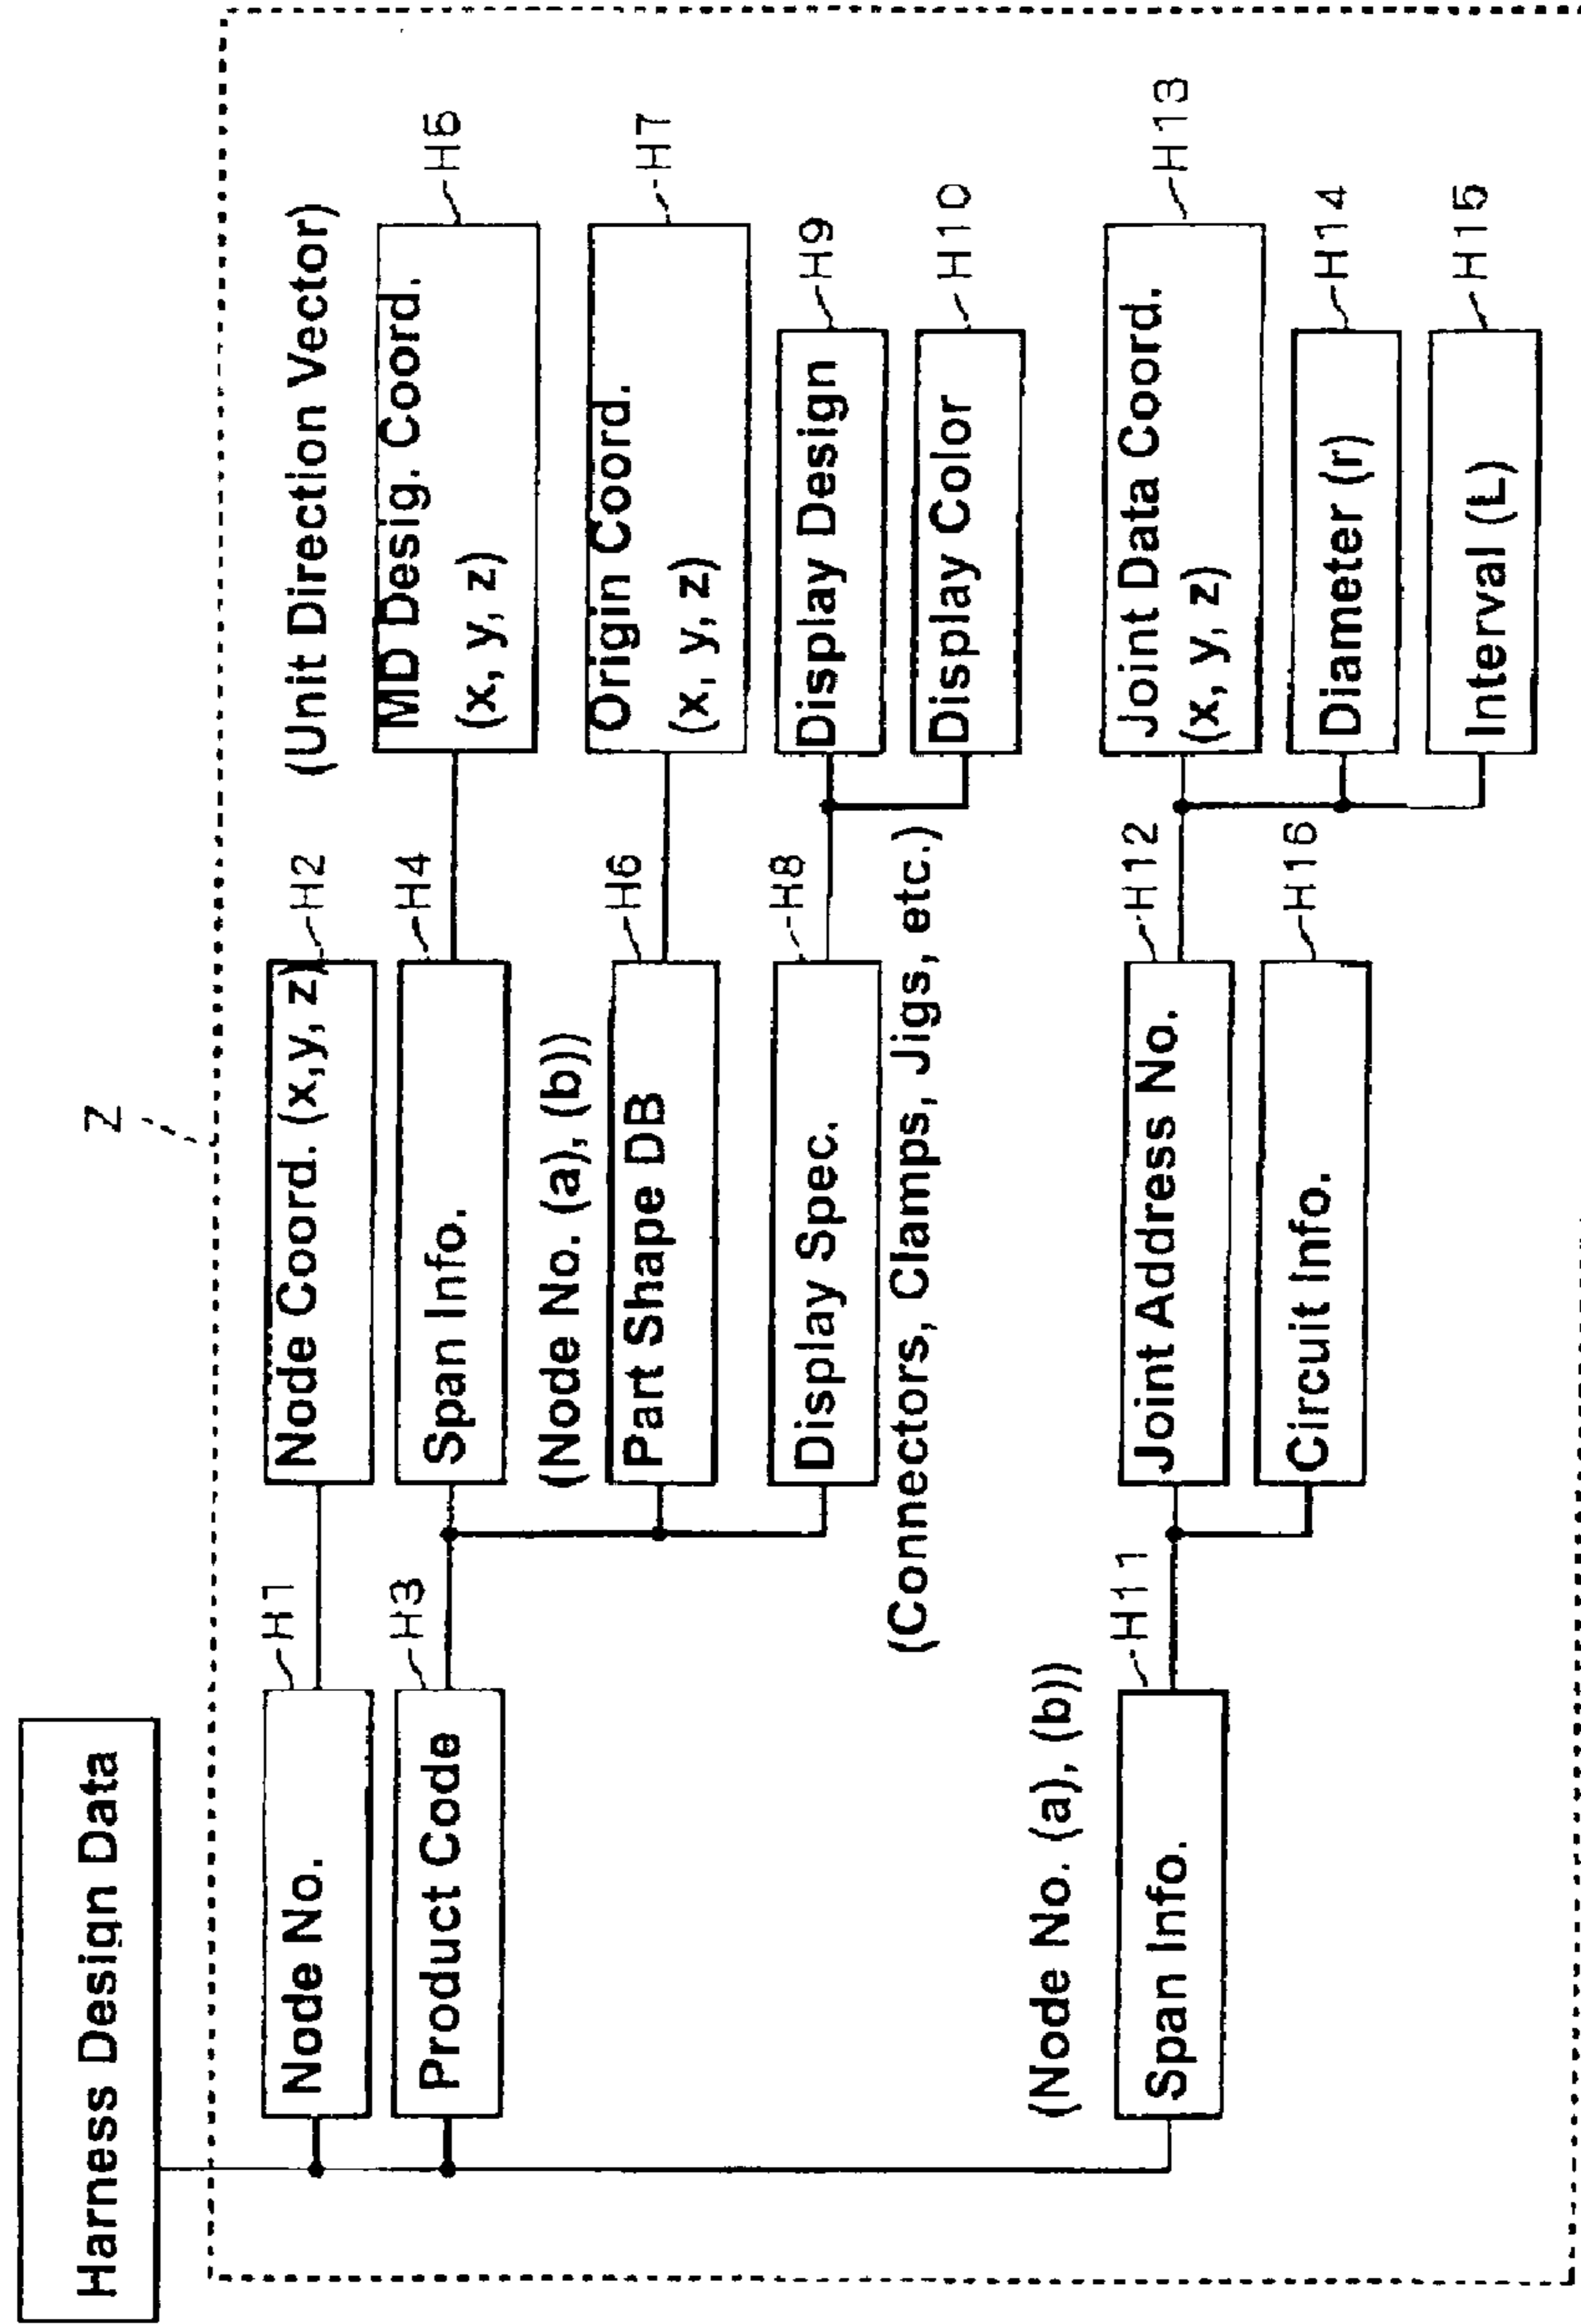 Harness Design Data
Z
Node No.
H1
Node Coord. (x,y, z)
H2
(Unit Direction Vector)
Product Code
H3
Span Info.
H4
MD Desig. Coord.
(x, y, z)
H5
(Node No. (a), (b))
Part Shape DB
H6
Origin Coord.
(x, y, z)
H7
Display Spec.
H8
Display Design
H9
(Connectors, Clamps, Jigs, etc.)
Display Color
H10
(Node No. (a), (b))
Span Info.
H11
Joint Address No.
H12
Joint Data Coord.
(x, y, z)
H13
Circuit Info.
H16
Diameter (r)
H14
Interval (L)
H15